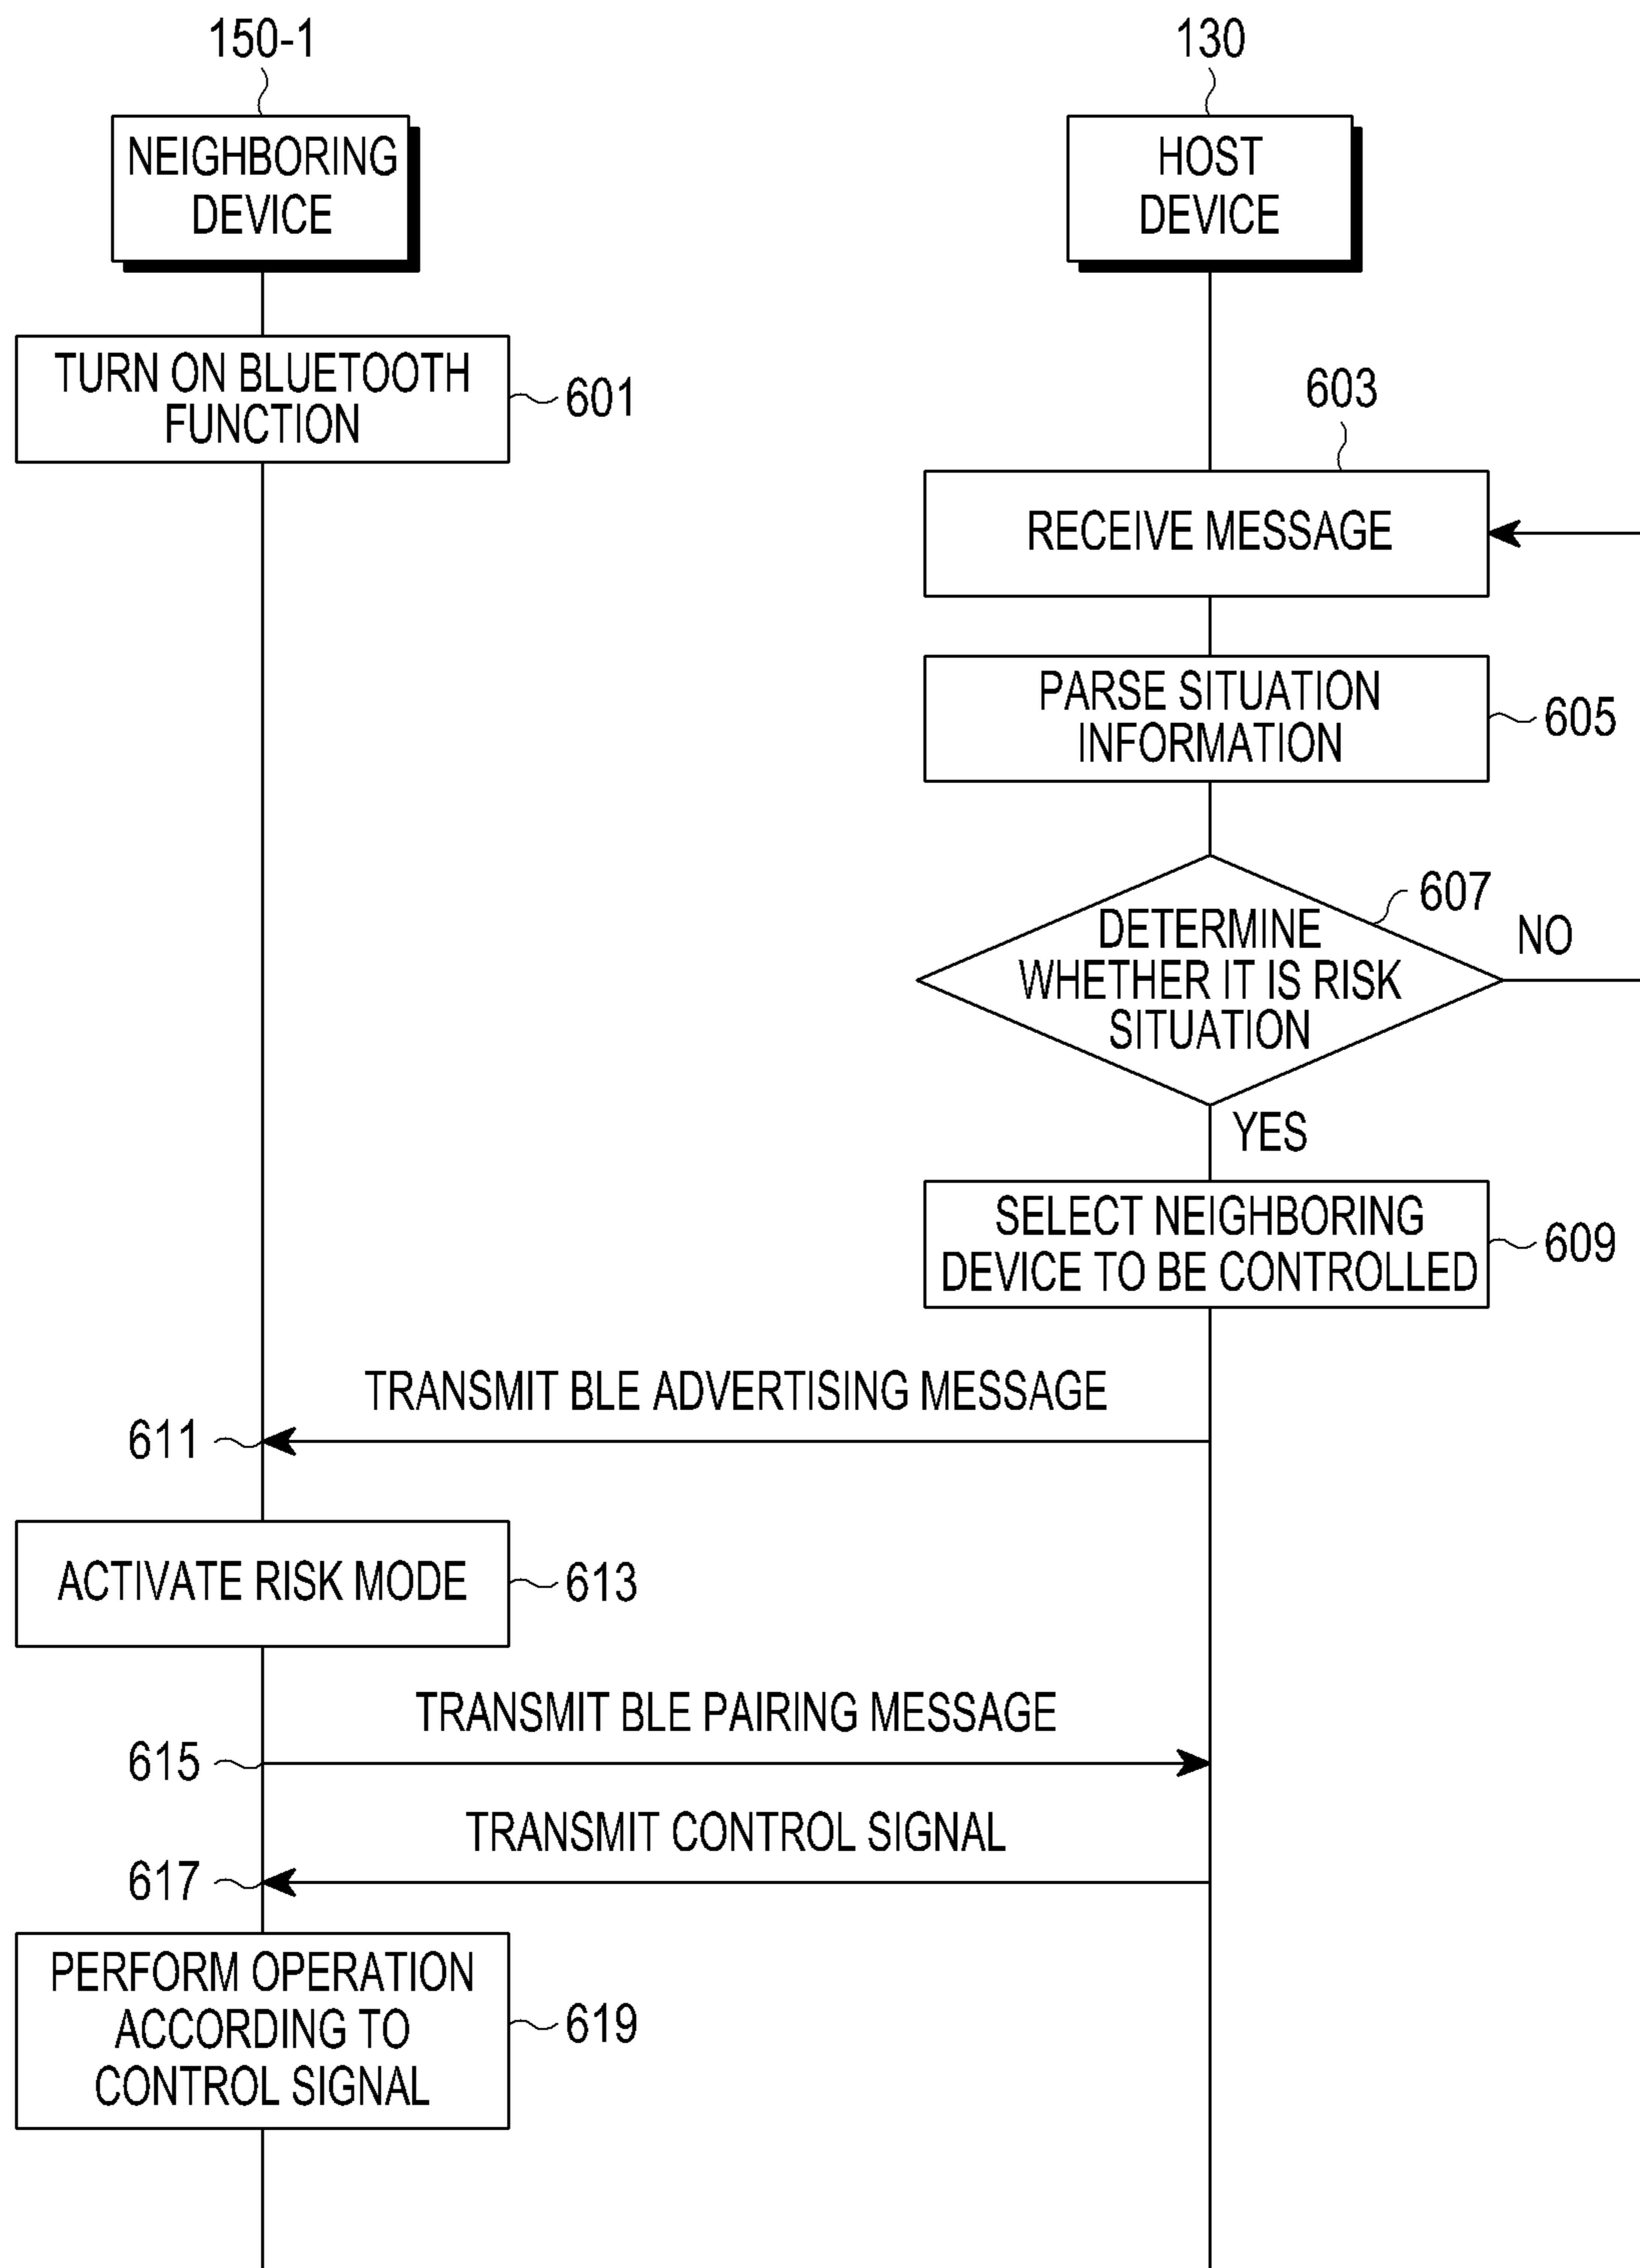 150-1
130
NEIGHBORING
DEVICE
HOST
DEVICE
TURN ON BLUETOOTH
FUNCTION
601
603
RECEIVE MESSAGE
PARSE SITUATION
INFORMATION
605
607
DETERMINE
WHETHER IT IS RISK
SITUATION
NO
YES
SELECT NEIGHBORING
DEVICE TO BE CONTROLLED
609
TRANSMIT BLE ADVERTISING MESSAGE
611
ACTIVATE RISK MODE
613
TRANSMIT BLE PAIRING MESSAGE
615
TRANSMIT CONTROL SIGNAL
617
PERFORM OPERATION
ACCORDING TO
CONTROL SIGNAL
619